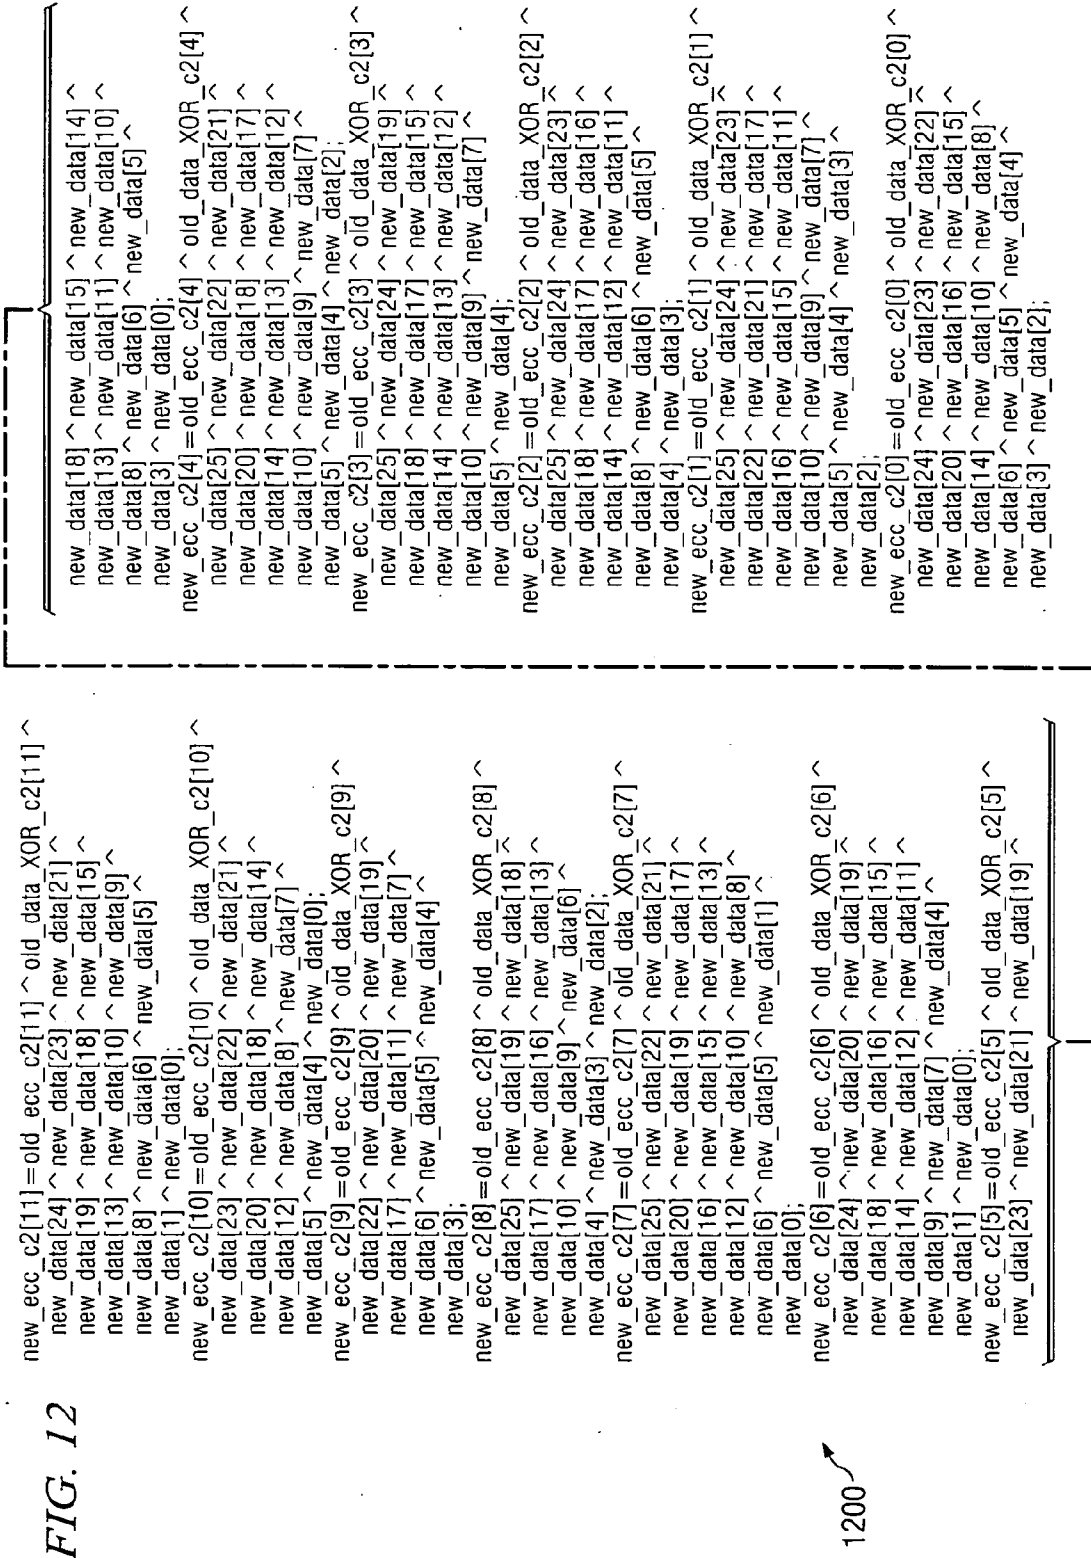 FIG. 12
1200
new_ecc_c2[11]=old_ecc_c2[11] ^ old_data_XOR_c2[11] ^
new_data[24] ^ new_data[23] ^ new_data[21] ^
new_data[19] ^ new_data[18] ^ new_data[15] ^
new_data[13] ^ new_data[10] ^ new_data[9] ^
new_data[8] ^ new_data[6] ^ new_data[5] ^
new_data[1] ^ new_data[0];
new_ecc_c2[10]=old_ecc_c2[10] ^ old_data_XOR_c2[10] ^
new_data[23] ^ new_data[22] ^ new_data[21] ^
new_data[20] ^ new_data[18] ^ new_data[14] ^
new_data[12] ^ new_data[8] ^ new_data[7] ^
new_data[5] ^ new_data[4] ^ new_data[0];
new_ecc_c2[9]=old_ecc_c2[9] ^ old_data_XOR_c2[9] ^
new_data[22] ^ new_data[20] ^ new_data[19] ^
new_data[17] ^ new_data[11] ^ new_data[7] ^
new_data[6] ^ new_data[5] ^ new_data[4] ^
new_data[3];
new_ecc_c2[8]=old_ecc_c2[8] ^ old_data_XOR_c2[8] ^
new_data[25] ^ new_data[19] ^ new_data[18] ^
new_data[17] ^ new_data[16] ^ new_data[13] ^
new_data[10] ^ new_data[9] ^ new_data[6] ^
new_data[4] ^ new_data[3] ^ new_data[2];
new_ecc_c2[7]=old_ecc_c2[7] ^ old_data_XOR_c2[7] ^
new_data[25] ^ new_data[22] ^ new_data[21] ^
new_data[20] ^ new_data[19] ^ new_data[17] ^
new_data[16] ^ new_data[15] ^ new_data[13] ^
new_data[12] ^ new_data[10] ^ new_data[8] ^
new_data[6] ^ new_data[5] ^ new_data[1] ^
new_data[0];
new_ecc_c2[6]=old_ecc_c2[6] ^ old_data_XOR_c2[6] ^
new_data[24] ^ new_data[20] ^ new_data[19] ^
new_data[18] ^ new_data[16] ^ new_data[15] ^
new_data[14] ^ new_data[12] ^ new_data[11] ^
new_data[9] ^ new_data[7] ^ new_data[4] ^
new_data[1] ^ new_data[0];
new_ecc_c2[5]=old_ecc_c2[5] ^ old_data_XOR_c2[5] ^
new_data[23] ^ new_data[21] ^ new_data[19] ^
new_data[18] ^ new_data[15] ^ new_data[14] ^
new_data[13] ^ new_data[11] ^ new_data[10] ^
new_data[8] ^ new_data[6] ^ new_data[5] ^
new_data[3] ^ new_data[0];
new_ecc_c2[4]=old_ecc_c2[4] ^ old_data_XOR_c2[4] ^
new_data[25] ^ new_data[22] ^ new_data[21] ^
new_data[20] ^ new_data[18] ^ new_data[17] ^
new_data[14] ^ new_data[13] ^ new_data[12] ^
new_data[10] ^ new_data[9] ^ new_data[7] ^
new_data[5] ^ new_data[4] ^ new_data[2];
new_ecc_c2[3]=old_ecc_c2[3] ^ old_data_XOR_c2[3] ^
new_data[25] ^ new_data[24] ^ new_data[19] ^
new_data[18] ^ new_data[17] ^ new_data[15] ^
new_data[14] ^ new_data[13] ^ new_data[12] ^
new_data[10] ^ new_data[9] ^ new_data[7] ^
new_data[5] ^ new_data[4];
new_ecc_c2[2]=old_ecc_c2[2] ^ old_data_XOR_c2[2] ^
new_data[25] ^ new_data[24] ^ new_data[23] ^
new_data[18] ^ new_data[17] ^ new_data[16] ^
new_data[14] ^ new_data[12] ^ new_data[11] ^
new_data[8] ^ new_data[6] ^ new_data[5] ^
new_data[4] ^ new_data[3];
new_ecc_c2[1]=old_ecc_c2[1] ^ old_data_XOR_c2[1] ^
new_data[25] ^ new_data[24] ^ new_data[23] ^
new_data[22] ^ new_data[21] ^ new_data[17] ^
new_data[16] ^ new_data[15] ^ new_data[11] ^
new_data[10] ^ new_data[9] ^ new_data[7] ^
new_data[5] ^ new_data[4] ^ new_data[3] ^
new_data[2];
new_ecc_c2[0]=old_ecc_c2[0] ^ old_data_XOR_c2[0] ^
new_data[24] ^ new_data[23] ^ new_data[22] ^
new_data[20] ^ new_data[16] ^ new_data[15] ^
new_data[14] ^ new_data[10] ^ new_data[8] ^
new_data[6] ^ new_data[5] ^ new_data[4] ^
new_data[3] ^ new_data[2];